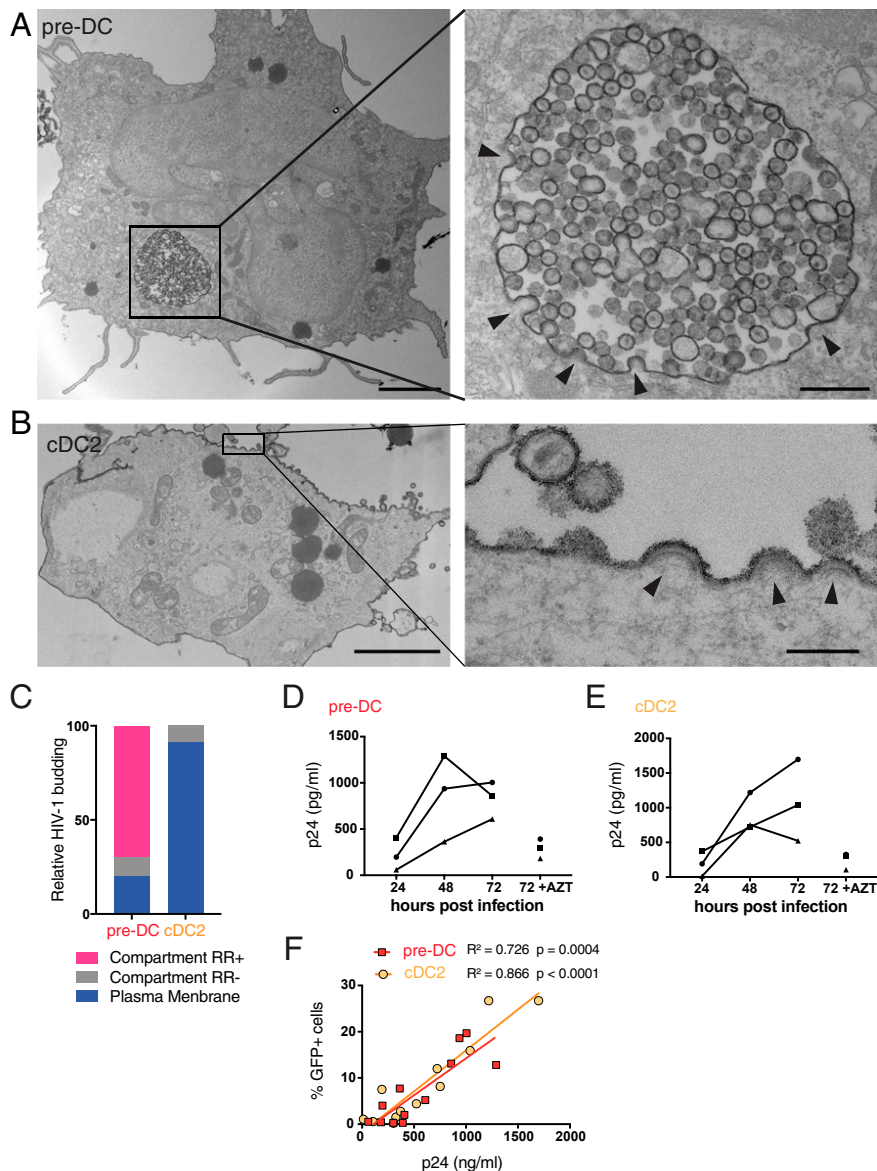 A
pre-DC
B
cDC2
C
Relative HIV-1 budding
100
50
0
pre-DC cDC2
Compartment RR+
Compartment RR-
Plasma Menbrane
D
pre-DC
p24 (pg/ml)
1500
1000
500
0
24 48 72 72 +AZT
hours post infection
E
cDC2
p24 (pg/ml)
2000
1500
1000
500
0
24 48 72 72 +AZT
hours post infection
F
pre-DC R² = 0.726 p = 0.0004
cDC2 R² = 0.866 p < 0.0001
% GFP+ cells
30
20
10
0
0 500 1000 1500 2000
p24 (ng/ml)